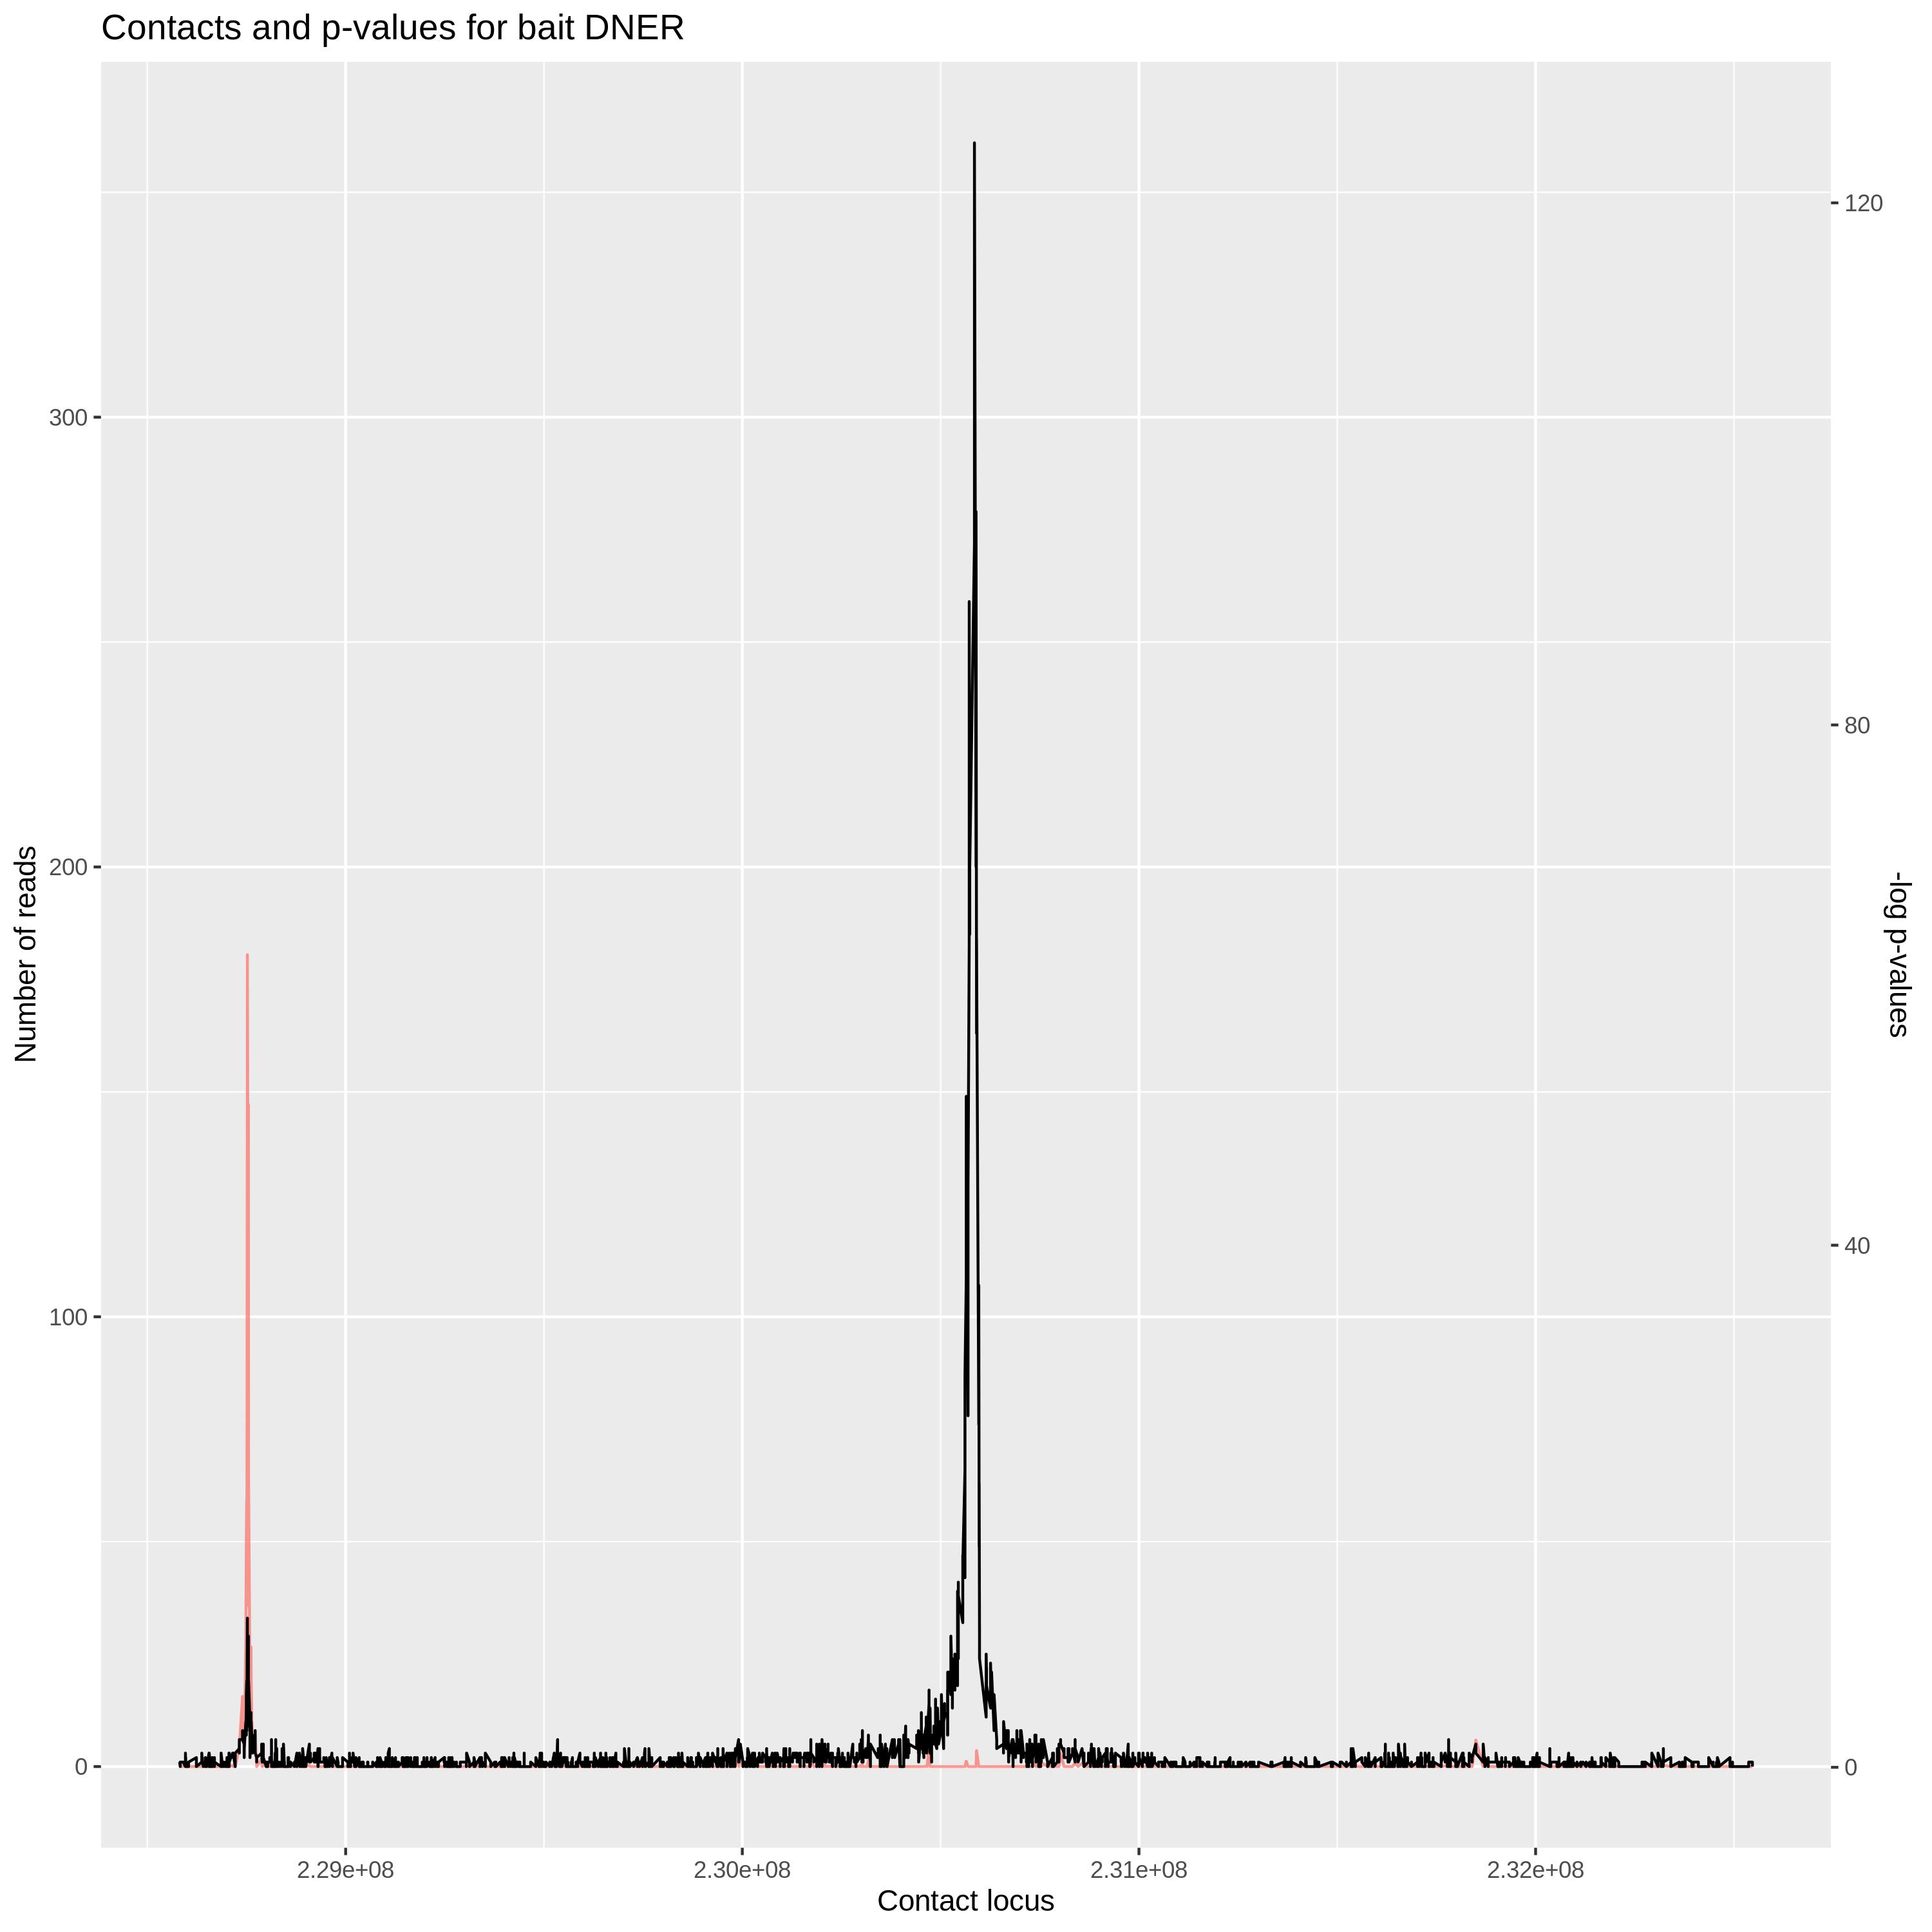 Contacts and p-values for bait DNER
Number of reads
300
200
100
0
120
80
40
0
-log p-values
2.29e+08 2.30e+08 2.31e+08 2.32e+08
Contact locus